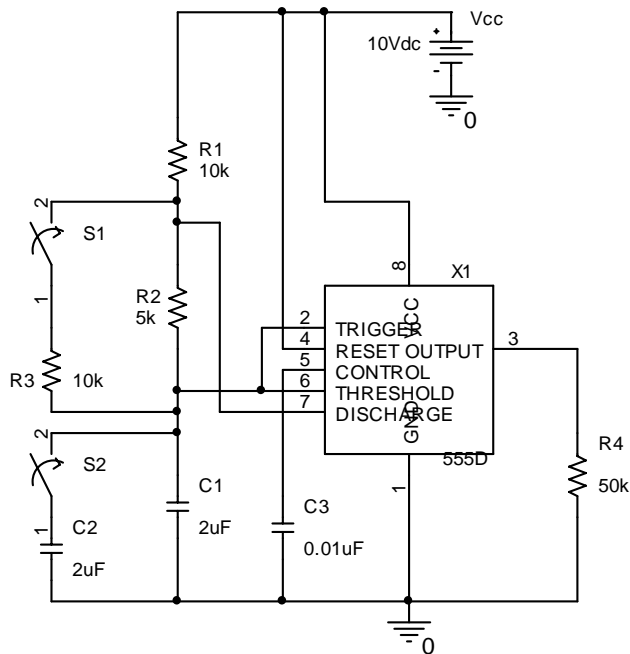 Vcc
+
10Vdc
-
0
R1
10k
2
S1
1
R2
5k
R3
10k
8
X1
VCC
2
TRIGGER
4
RESET OUTPUT
3
5
CONTROL
6
THRESHOLD
7
DISCHARGE
GND
555D
1
R4
50k
2
S2
1
C2
2uF
C1
2uF
C3
0.01uF
0